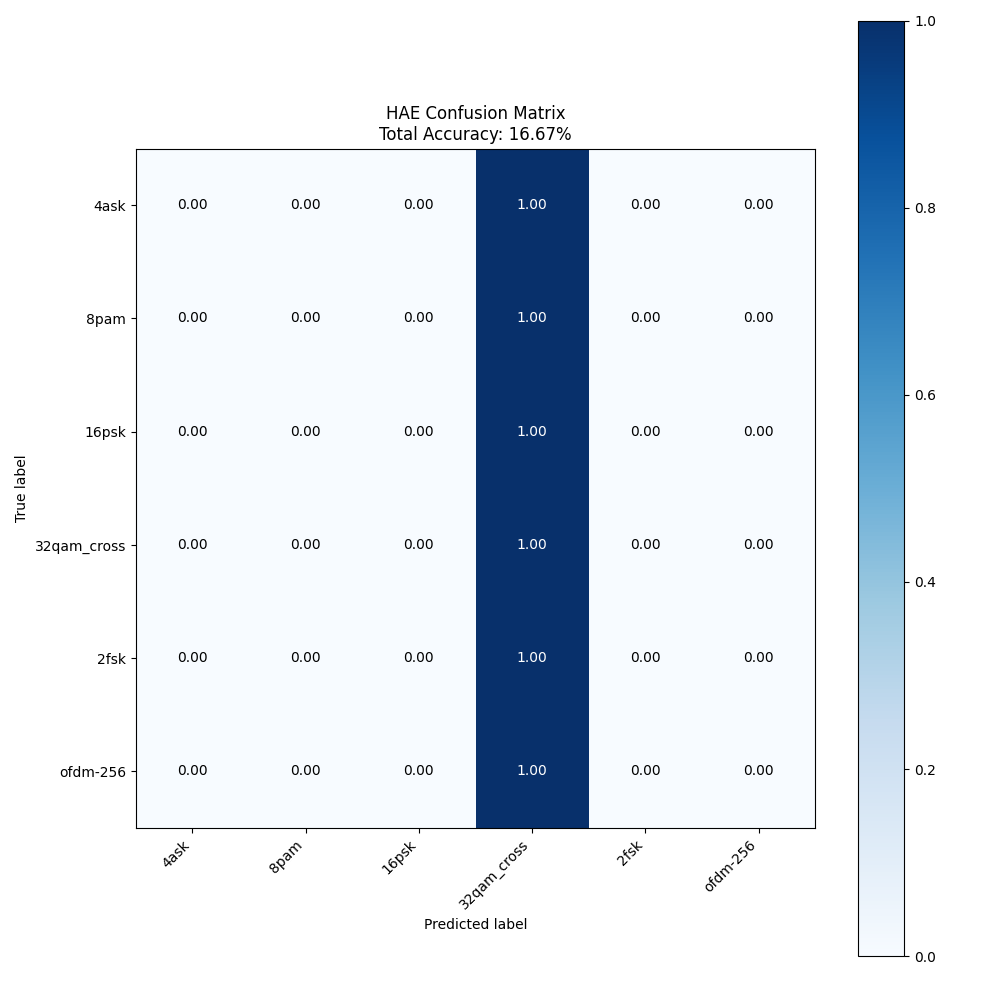 HAE Confusion Matrix
Total Accuracy: 16.67%
True label
4ask 0.00 0.00 0.00 1.00 0.00 0.00
8pam 0.00 0.00 0.00 1.00 0.00 0.00
16psk 0.00 0.00 0.00 1.00 0.00 0.00
32qam_cross 0.00 0.00 0.00 1.00 0.00 0.00
2fsk 0.00 0.00 0.00 1.00 0.00 0.00
ofdm-256 0.00 0.00 0.00 1.00 0.00 0.00
4ask 8pam 16psk 32qam_cross 2fsk ofdm-256
Predicted label
1.0
0.8
0.6
0.4
0.2
0.0